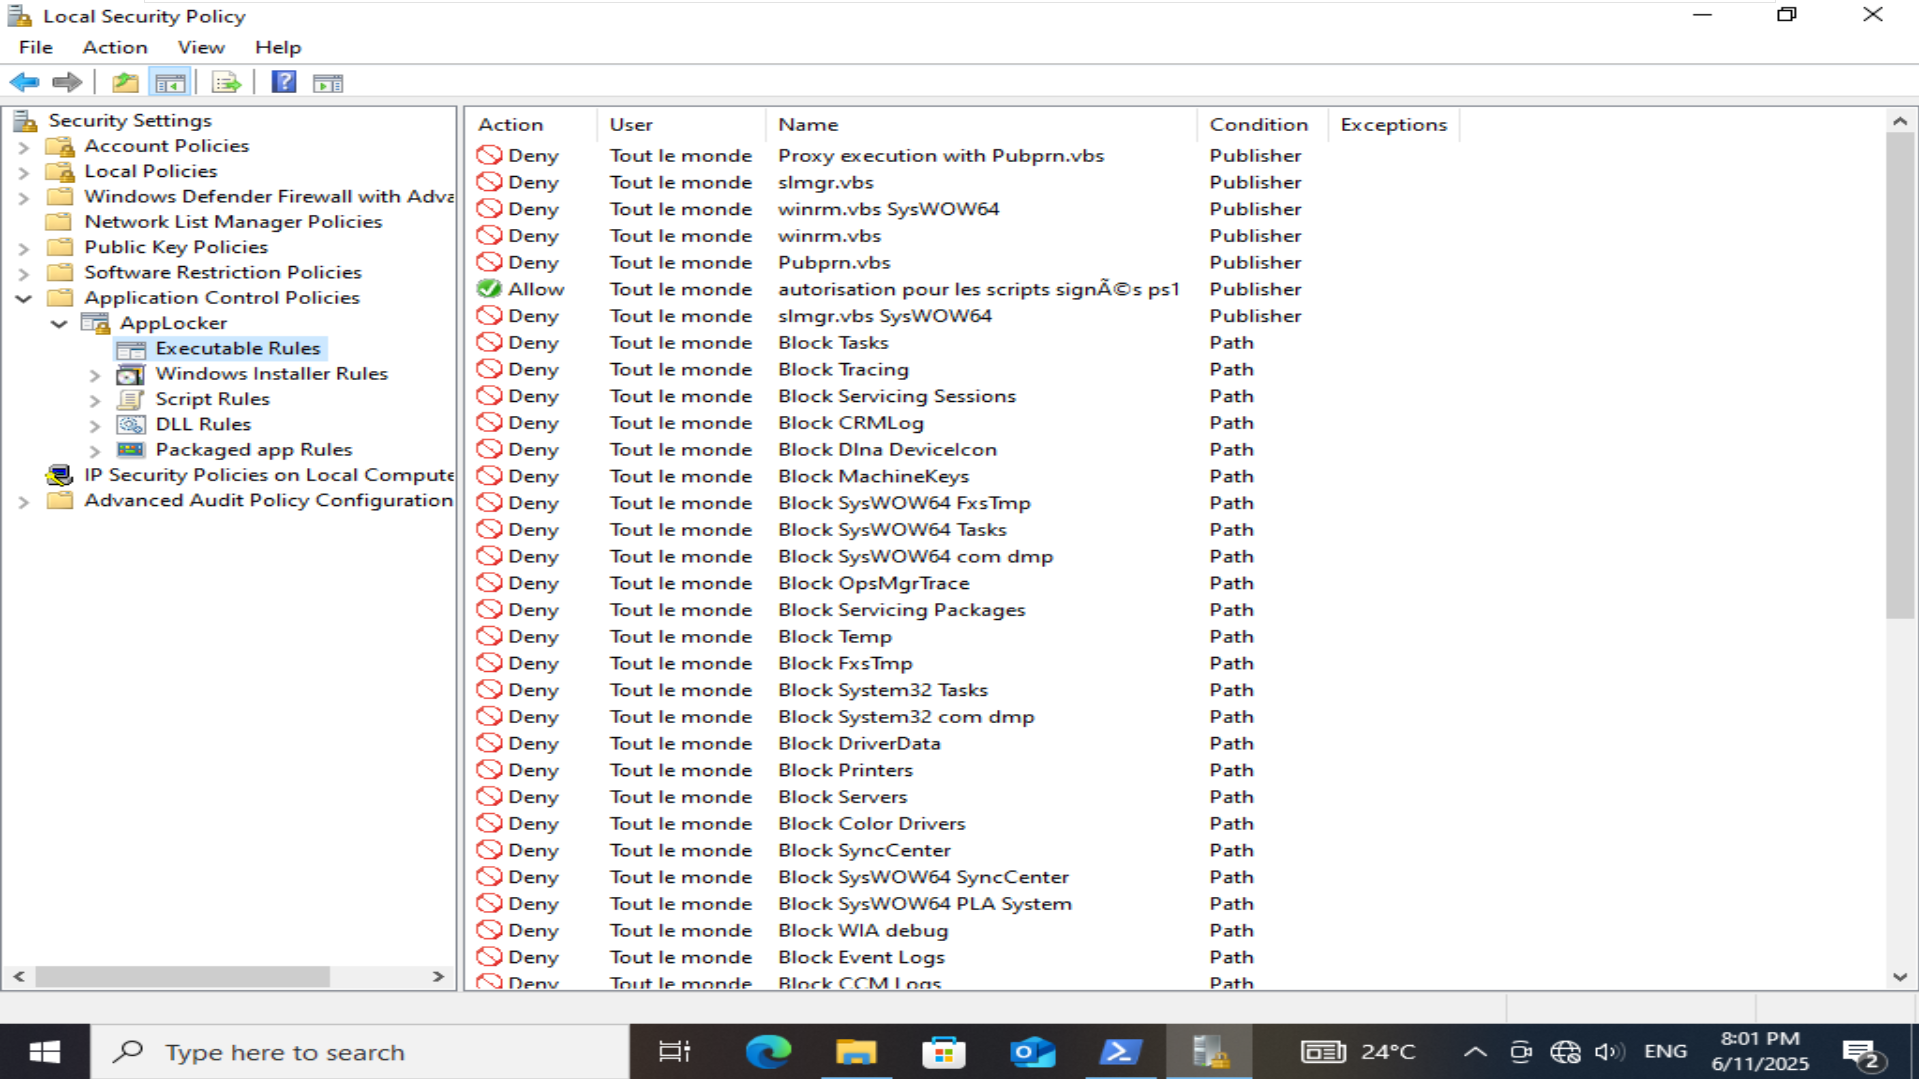 Local Security Policy
File Action View Help
Security Settings
Account Policies
Local Policies
Windows Defender Firewall with Adva
Network List Manager Policies
Public Key Policies
Software Restriction Policies
Application Control Policies
AppLocker
Executable Rules
Windows Installer Rules
Script Rules
DLL Rules
Packaged app Rules
IP Security Policies on Local Compute
Advanced Audit Policy Configuration
Action User Name Condition Exceptions
Deny Tout le monde Proxy execution with Pubprn.vbs Publisher
Deny Tout le monde slmgr.vbs Publisher
Deny Tout le monde winrm.vbs SysWOW64 Publisher
Deny Tout le monde winrm.vbs Publisher
Deny Tout le monde Pubprn.vbs Publisher
Allow Tout le monde autorisation pour les scripts signÃ©s ps1 Publisher
Deny Tout le monde slmgr.vbs SysWOW64 Publisher
Deny Tout le monde Block Tasks Path
Deny Tout le monde Block Tracing Path
Deny Tout le monde Block Servicing Sessions Path
Deny Tout le monde Block CRMLog Path
Deny Tout le monde Block Dlna DeviceIcon Path
Deny Tout le monde Block MachineKeys Path
Deny Tout le monde Block SysWOW64 FxsTmp Path
Deny Tout le monde Block SysWOW64 Tasks Path
Deny Tout le monde Block SysWOW64 com dmp Path
Deny Tout le monde Block OpsMgrTrace Path
Deny Tout le monde Block Servicing Packages Path
Deny Tout le monde Block Temp Path
Deny Tout le monde Block FxsTmp Path
Deny Tout le monde Block System32 Tasks Path
Deny Tout le monde Block System32 com dmp Path
Deny Tout le monde Block DriverData Path
Deny Tout le monde Block Printers Path
Deny Tout le monde Block Servers Path
Deny Tout le monde Block Color Drivers Path
Deny Tout le monde Block SyncCenter Path
Deny Tout le monde Block SysWOW64 SyncCenter Path
Deny Tout le monde Block SysWOW64 PLA System Path
Deny Tout le monde Block WIA debug Path
Deny Tout le monde Block Event Logs Path
Deny Tout le monde Block CCM Logs Path
Type here to search
24°C
ENG
8:01 PM
6/11/2025
2